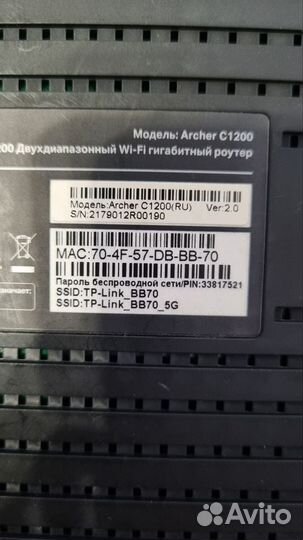 Модель: Archer C1200
200 Двухдиапазонный Wi-Fi гигабитный роутер
Модель:Archer C1200(RU) Ver:2.0
S/N:2179012R00190
MAC:70-4F-57-DB-BB-70
Пароль беспроводной сети/PIN:33817521
SSID:TP-Link_BB70
SSID:TP-Link_BB70_5G
Avito